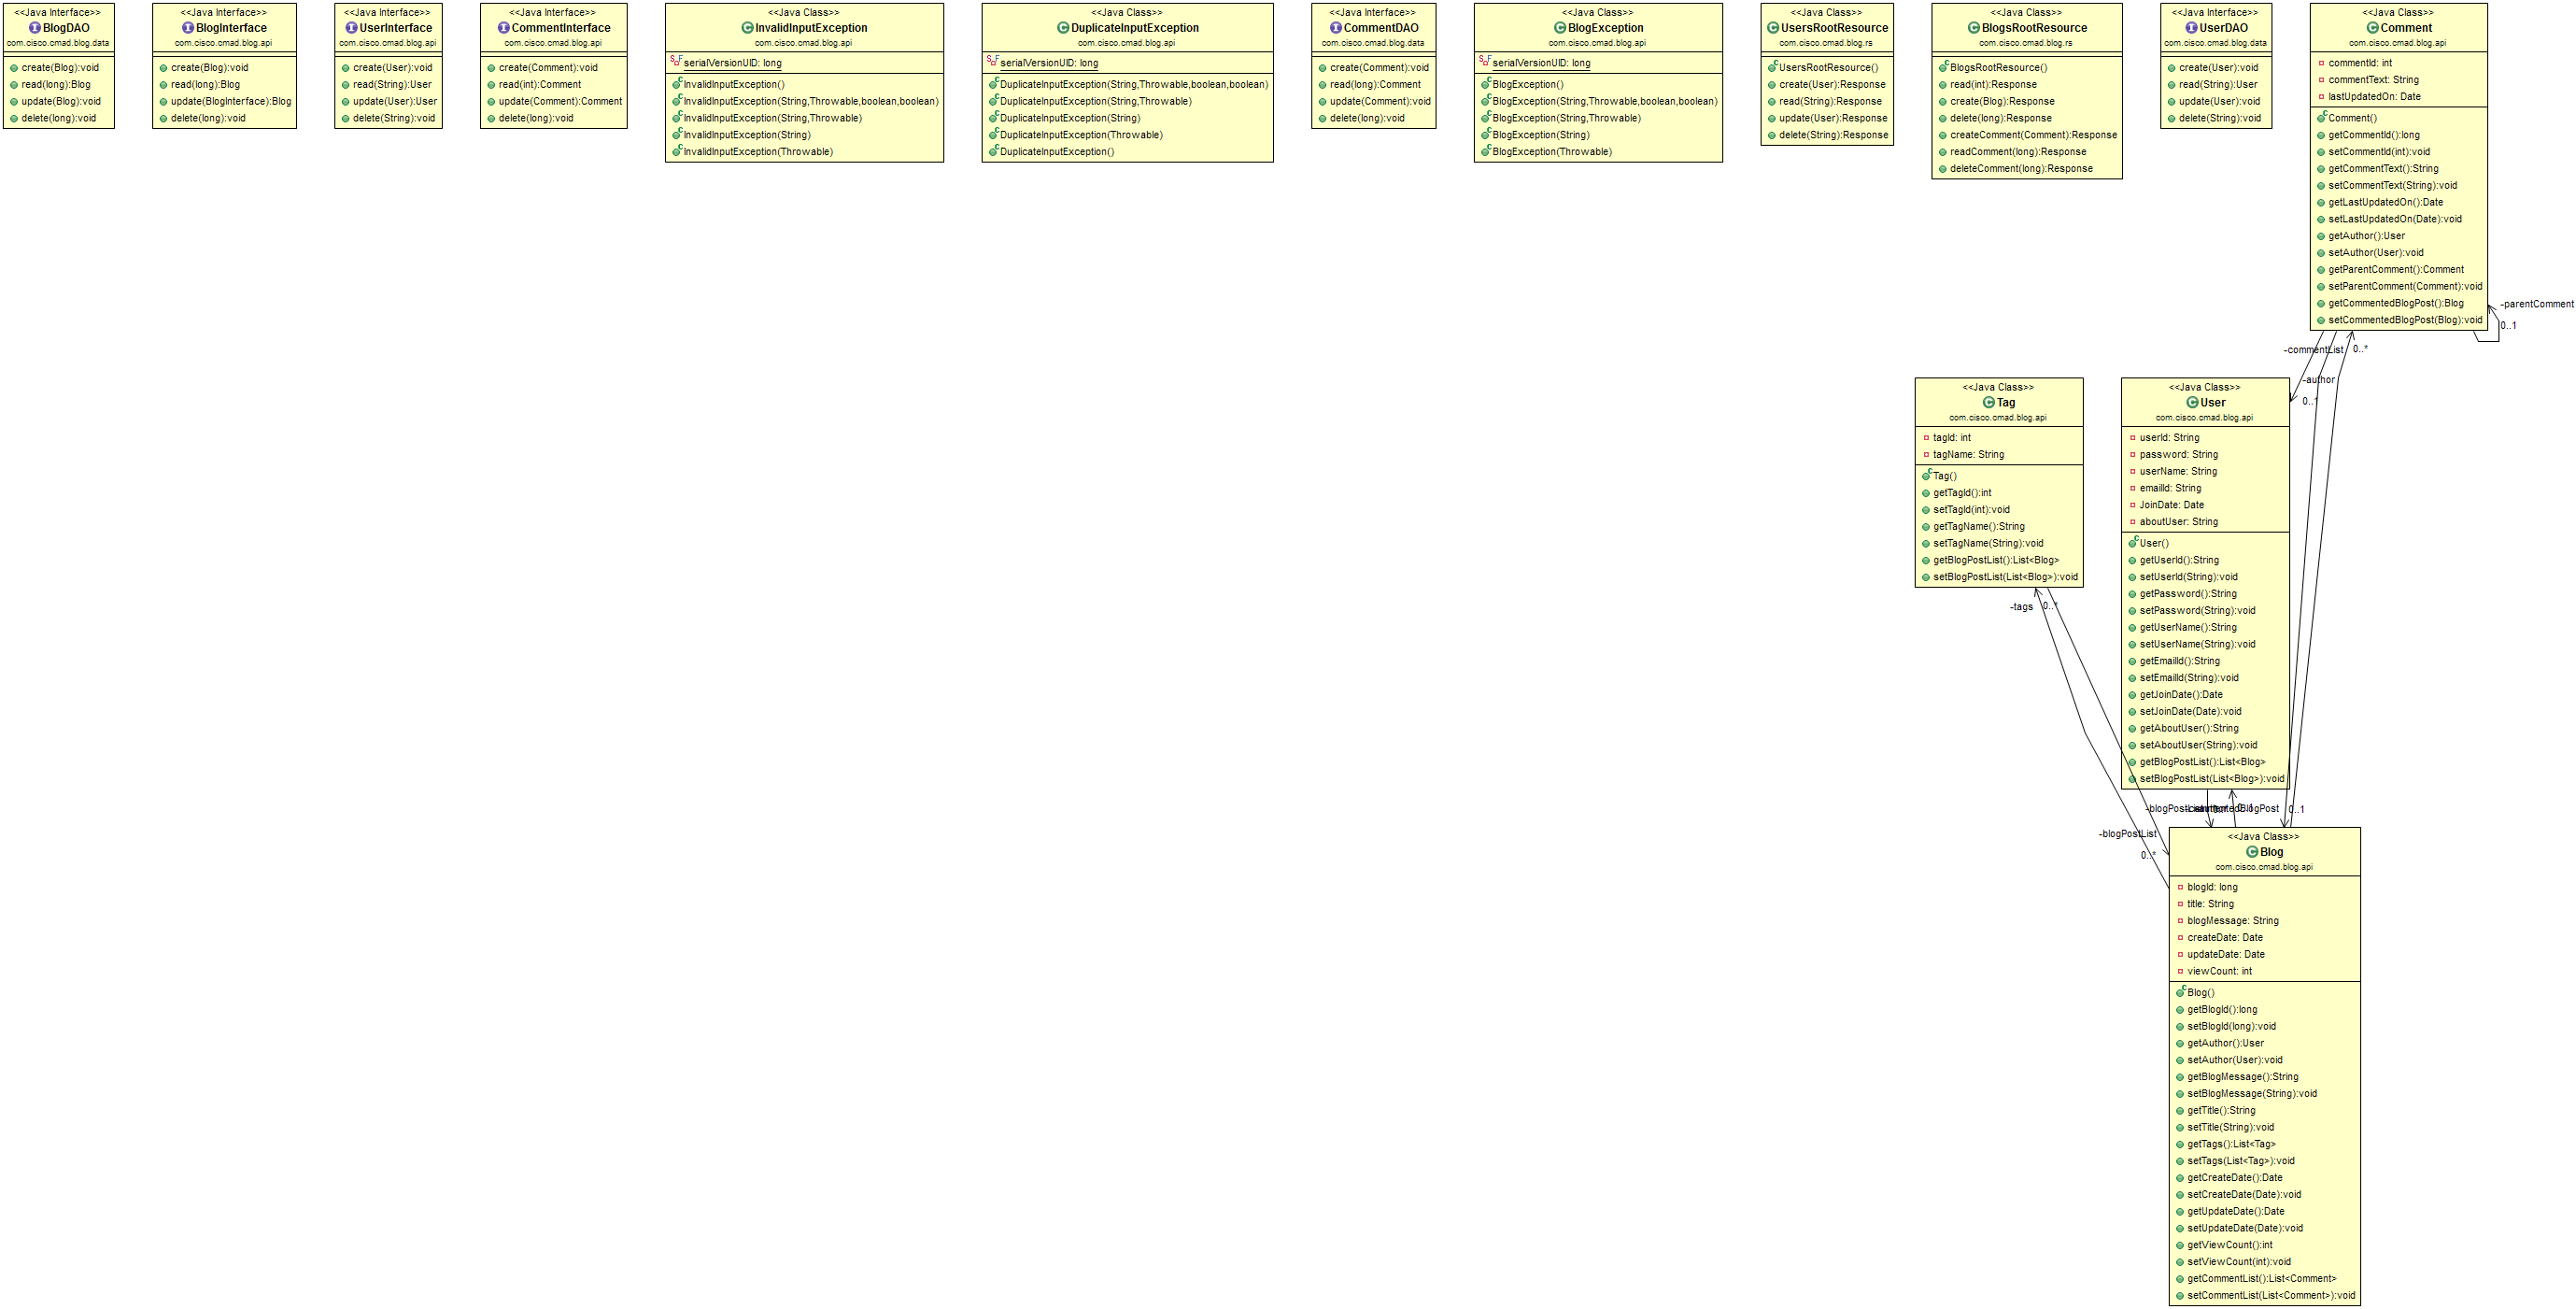 <<Java Interface>>
BlogDAO
com.cisco.cmad.blog.data
create(Blog):void
read(long):Blog
update(Blog):void
delete(long):void
<<Java Interface>>
BlogInterface
com.cisco.cmad.blog.api
create(Blog):void
read(long):Blog
update(BlogInterface):Blog
delete(long):void
<<Java Interface>>
UserInterface
com.cisco.cmad.blog.api
create(User):void
read(String):User
update(User):User
delete(String):void
<<Java Interface>>
CommentInterface
com.cisco.cmad.blog.api
create(Comment):void
read(int):Comment
update(Comment):Comment
delete(long):void
<<Java Class>>
InvalidInputException
com.cisco.cmad.blog.api
serialVersionUID: long
InvalidInputException()
InvalidInputException(String,Throwable,boolean,boolean)
InvalidInputException(String,Throwable)
InvalidInputException(String)
InvalidInputException(Throwable)
<<Java Class>>
DuplicateInputException
com.cisco.cmad.blog.api
serialVersionUID: long
DuplicateInputException(String,Throwable,boolean,boolean)
DuplicateInputException(String,Throwable)
DuplicateInputException(String)
DuplicateInputException(Throwable)
DuplicateInputException()
<<Java Interface>>
CommentDAO
com.cisco.cmad.blog.data
create(Comment):void
read(long):Comment
update(Comment):void
delete(long):void
<<Java Class>>
BlogException
com.cisco.cmad.blog.api
serialVersionUID: long
BlogException()
BlogException(String,Throwable,boolean,boolean)
BlogException(String,Throwable)
BlogException(String)
BlogException(Throwable)
<<Java Class>>
UsersRootResource
com.cisco.cmad.blog.rs
UsersRootResource()
create(User):Response
read(String):Response
update(User):Response
delete(String):Response
<<Java Class>>
BlogsRootResource
com.cisco.cmad.blog.rs
BlogsRootResource()
read(int):Response
create(Blog):Response
delete(long):Response
createComment(Comment):Response
readComment(long):Response
deleteComment(long):Response
<<Java Interface>>
UserDAO
com.cisco.cmad.blog.data
create(User):void
read(String):User
update(User):void
delete(String):void
<<Java Class>>
Comment
com.cisco.cmad.blog.api
commentId: int
commentText: String
lastUpdatedOn: Date
Comment()
getCommentId():long
setCommentId(int):void
getCommentText():String
setCommentText(String):void
getLastUpdatedOn():Date
setLastUpdatedOn(Date):void
getAuthor():User
setAuthor(User):void
getParentComment():Comment
setParentComment(Comment):void
getCommentedBlogPost():Blog
setCommentedBlogPost(Blog):void
-parentComment
0..1
-commentList 0..*
-author
0..1
<<Java Class>>
Tag
com.cisco.cmad.blog.api
tagId: int
tagName: String
Tag()
getTagId():int
setTagId(int):void
getTagName():String
setTagName(String):void
getBlogPostList():List<Blog>
setBlogPostList(List<Blog>):void
-tags 0..*
<<Java Class>>
User
com.cisco.cmad.blog.api
userId: String
password: String
userName: String
emailId: String
JoinDate: Date
aboutUser: String
User()
getUserId():String
setUserId(String):void
getPassword():String
setPassword(String):void
getUserName():String
setUserName(String):void
getEmailId():String
setEmailId(String):void
getJoinDate():Date
setJoinDate(Date):void
getAboutUser():String
setAboutUser(String):void
getBlogPostList():List<Blog>
setBlogPostList(List<Blog>):void
0..1
-blogPostList
0..*
<<Java Class>>
Blog
com.cisco.cmad.blog.api
blogId: long
title: String
blogMessage: String
createDate: Date
updateDate: Date
viewCount: int
Blog()
getBlogId():long
setBlogId(long):void
getAuthor():User
setAuthor(User):void
getBlogMessage():String
setBlogMessage(String):void
getTitle():String
setTitle(String):void
getTags():List<Tag>
setTags(List<Tag>):void
getCreateDate():Date
setCreateDate(Date):void
getUpdateDate():Date
setUpdateDate(Date):void
getViewCount():int
setViewCount(int):void
getCommentList():List<Comment>
setCommentList(List<Comment>):void